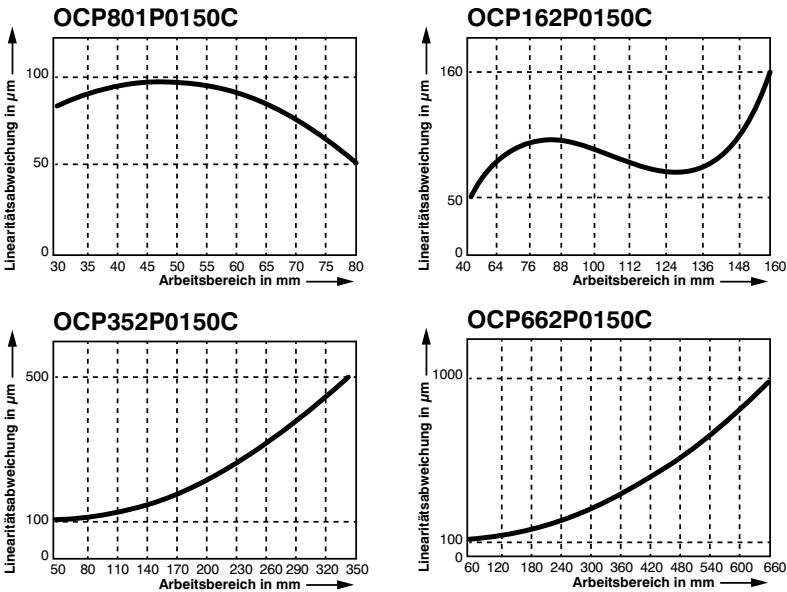 OCP801P0150C
Linearitätsabweichung in µm
100
50
0
30 35 40 45 50 55 60 65 70 75 80
Arbeitsbereich in mm
OCP162P0150C
Linearitätsabweichung in µm
160
50
0
40 64 76 88 100 112 124 136 148 160
Arbeitsbereich in mm
OCP352P0150C
Linearitätsabweichung in µm
500
100
0
50 80 110 140 170 200 230 260 290 320 350
Arbeitsbereich in mm
OCP662P0150C
Linearitätsabweichung in µm
1000
100
0
60 120 180 240 300 360 420 480 540 600 660
Arbeitsbereich in mm